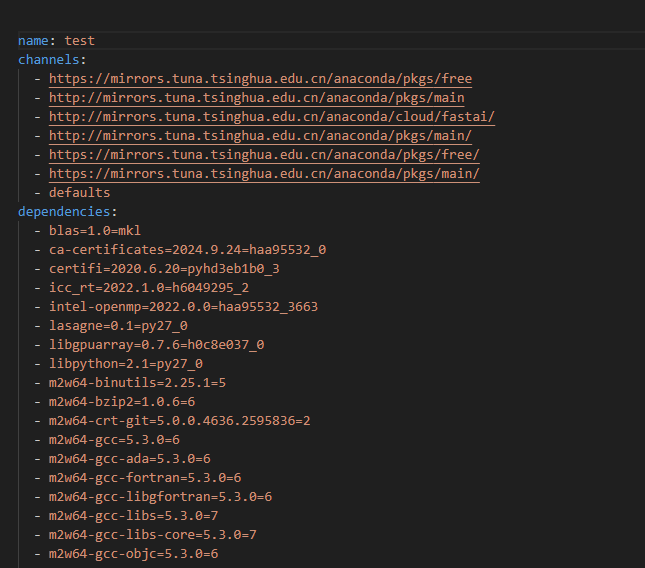 name: test
channels:
- https://mirrors.tuna.tsinghua.edu.cn/anaconda/pkgs/free
- http://mirrors.tuna.tsinghua.edu.cn/anaconda/pkgs/main
- http://mirrors.tuna.tsinghua.edu.cn/anaconda/cloud/fastai/
- http://mirrors.tuna.tsinghua.edu.cn/anaconda/pkgs/main/
- https://mirrors.tuna.tsinghua.edu.cn/anaconda/pkgs/free/
- https://mirrors.tuna.tsinghua.edu.cn/anaconda/pkgs/main/
- defaults
dependencies:
- blas=1.0=mkl
- ca-certificates=2024.9.24=haa95532_0
- certifi=2020.6.20=pyhd3eb1b0_3
- icc_rt=2022.1.0=h6049295_2
- intel-openmp=2022.0.0=haa95532_3663
- lasagne=0.1=py27_0
- libgpuarray=0.7.6=h0c8e037_0
- libpython=2.1=py27_0
- m2w64-binutils=2.25.1=5
- m2w64-bzip2=1.0.6=6
- m2w64-crt-git=5.0.0.4636.2595836=2
- m2w64-gcc=5.3.0=6
- m2w64-gcc-ada=5.3.0=6
- m2w64-gcc-fortran=5.3.0=6
- m2w64-gcc-libgfortran=5.3.0=6
- m2w64-gcc-libs=5.3.0=7
- m2w64-gcc-libs-core=5.3.0=7
- m2w64-gcc-objc=5.3.0=6